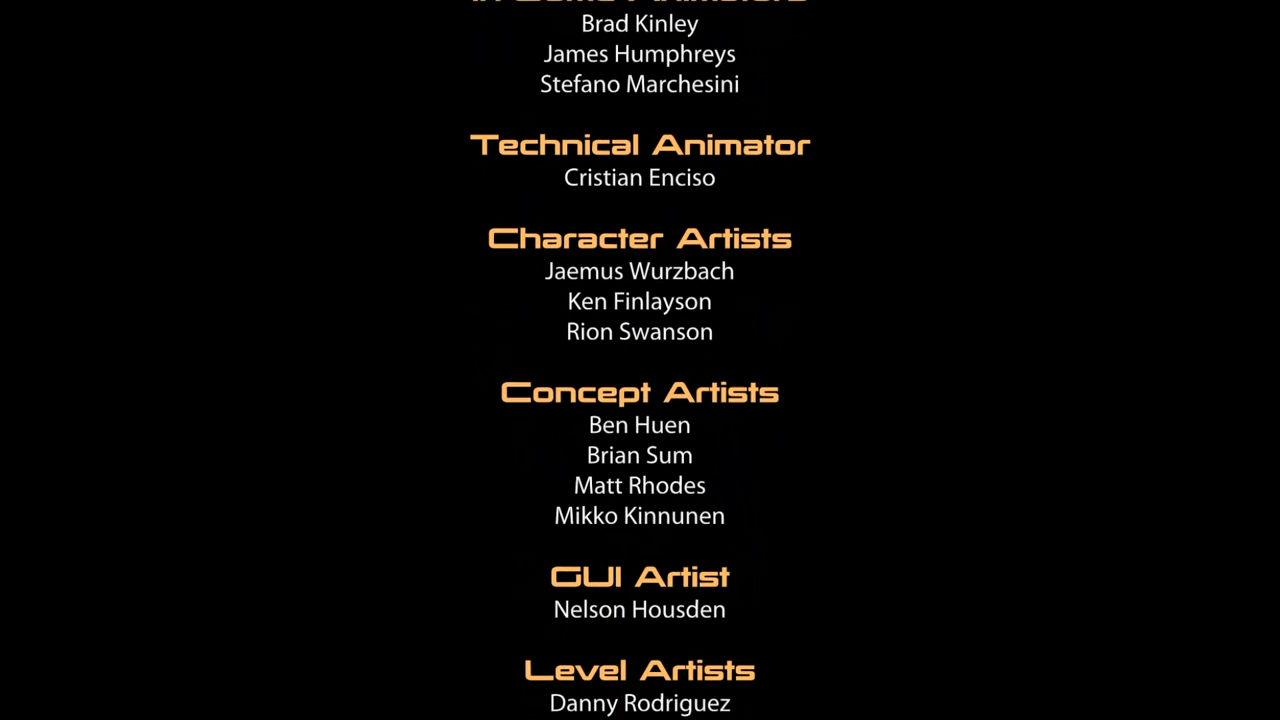 Brad Kinley
James Humphreys
Stefano Marchesini
Technical Animator
Cristian Enciso
Character Artists
Jaemus Wurzbach
Ken Finlayson
Rion Swanson
Concept Artists
Ben Huen
Brian Sum
Matt Rhodes
Mikko Kinnunen
GUI Artist
Nelson Housden
Level Artists
Danny Rodriguez